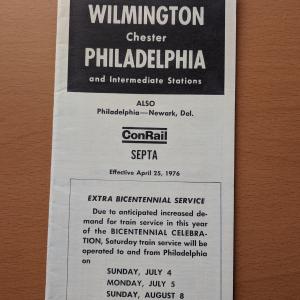 WILMINGTON
Chester
PHILADELPHIA
and Intermediate Stations
ALSO
Philadelphia—Newark, Del.
ConRail
SEPTA
Effective April 25, 1976
EXTRA BICENTENNIAL SERVICE
Due to anticipated increased de-
mand for train service in this year
of the BICENTENNIAL CELEBRA-
TION, Saturday train service will be
operated to and from Philadelphia
on
SUNDAY, JULY 4
MONDAY, JULY 5
SUNDAY, AUGUST 8